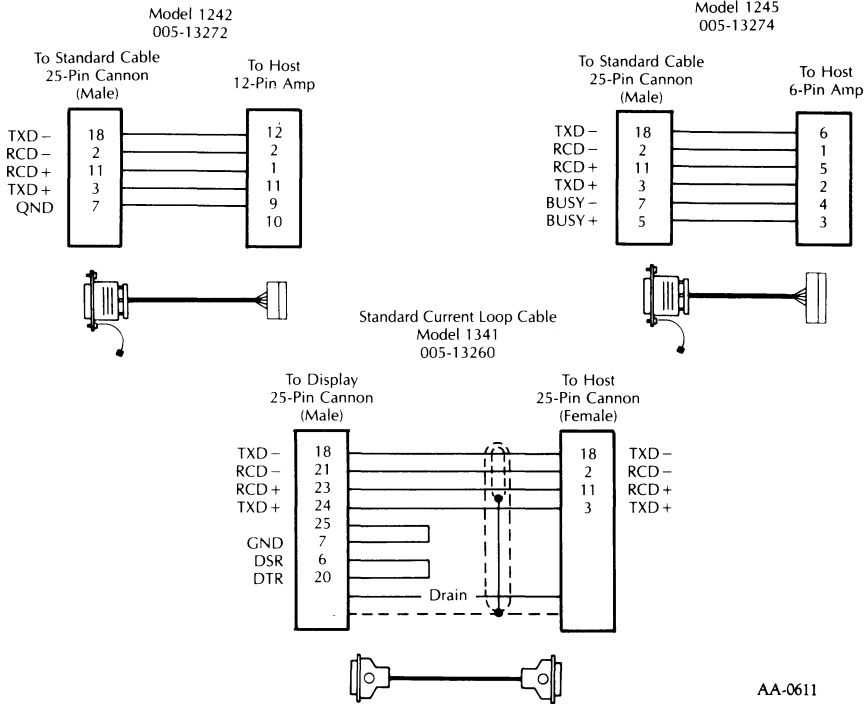 Model 1242
005-13272
To Standard Cable
25-Pin Cannon
(Male)
To Host
12-Pin Amp
TXD – 18 12
RCD – 2 2
RCD + 11 1
TXD + 3 11
QND 7 9
10
Model 1245
005-13274
To Standard Cable
25-Pin Cannon
(Male)
To Host
6-Pin Amp
TXD – 18 6
RCD – 2 1
RCD + 11 5
TXD + 3 2
BUSY – 7 4
BUSY + 5 3
Standard Current Loop Cable
Model 1341
005-13260
To Display
25-Pin Cannon
(Male)
To Host
25-Pin Cannon
(Female)
TXD – 18 18 TXD –
RCD – 21 2 RCD –
RCD + 23 11 RCD +
TXD + 24 3 TXD +
25
GND 7
DSR 6
DTR 20
Drain
AA-0611